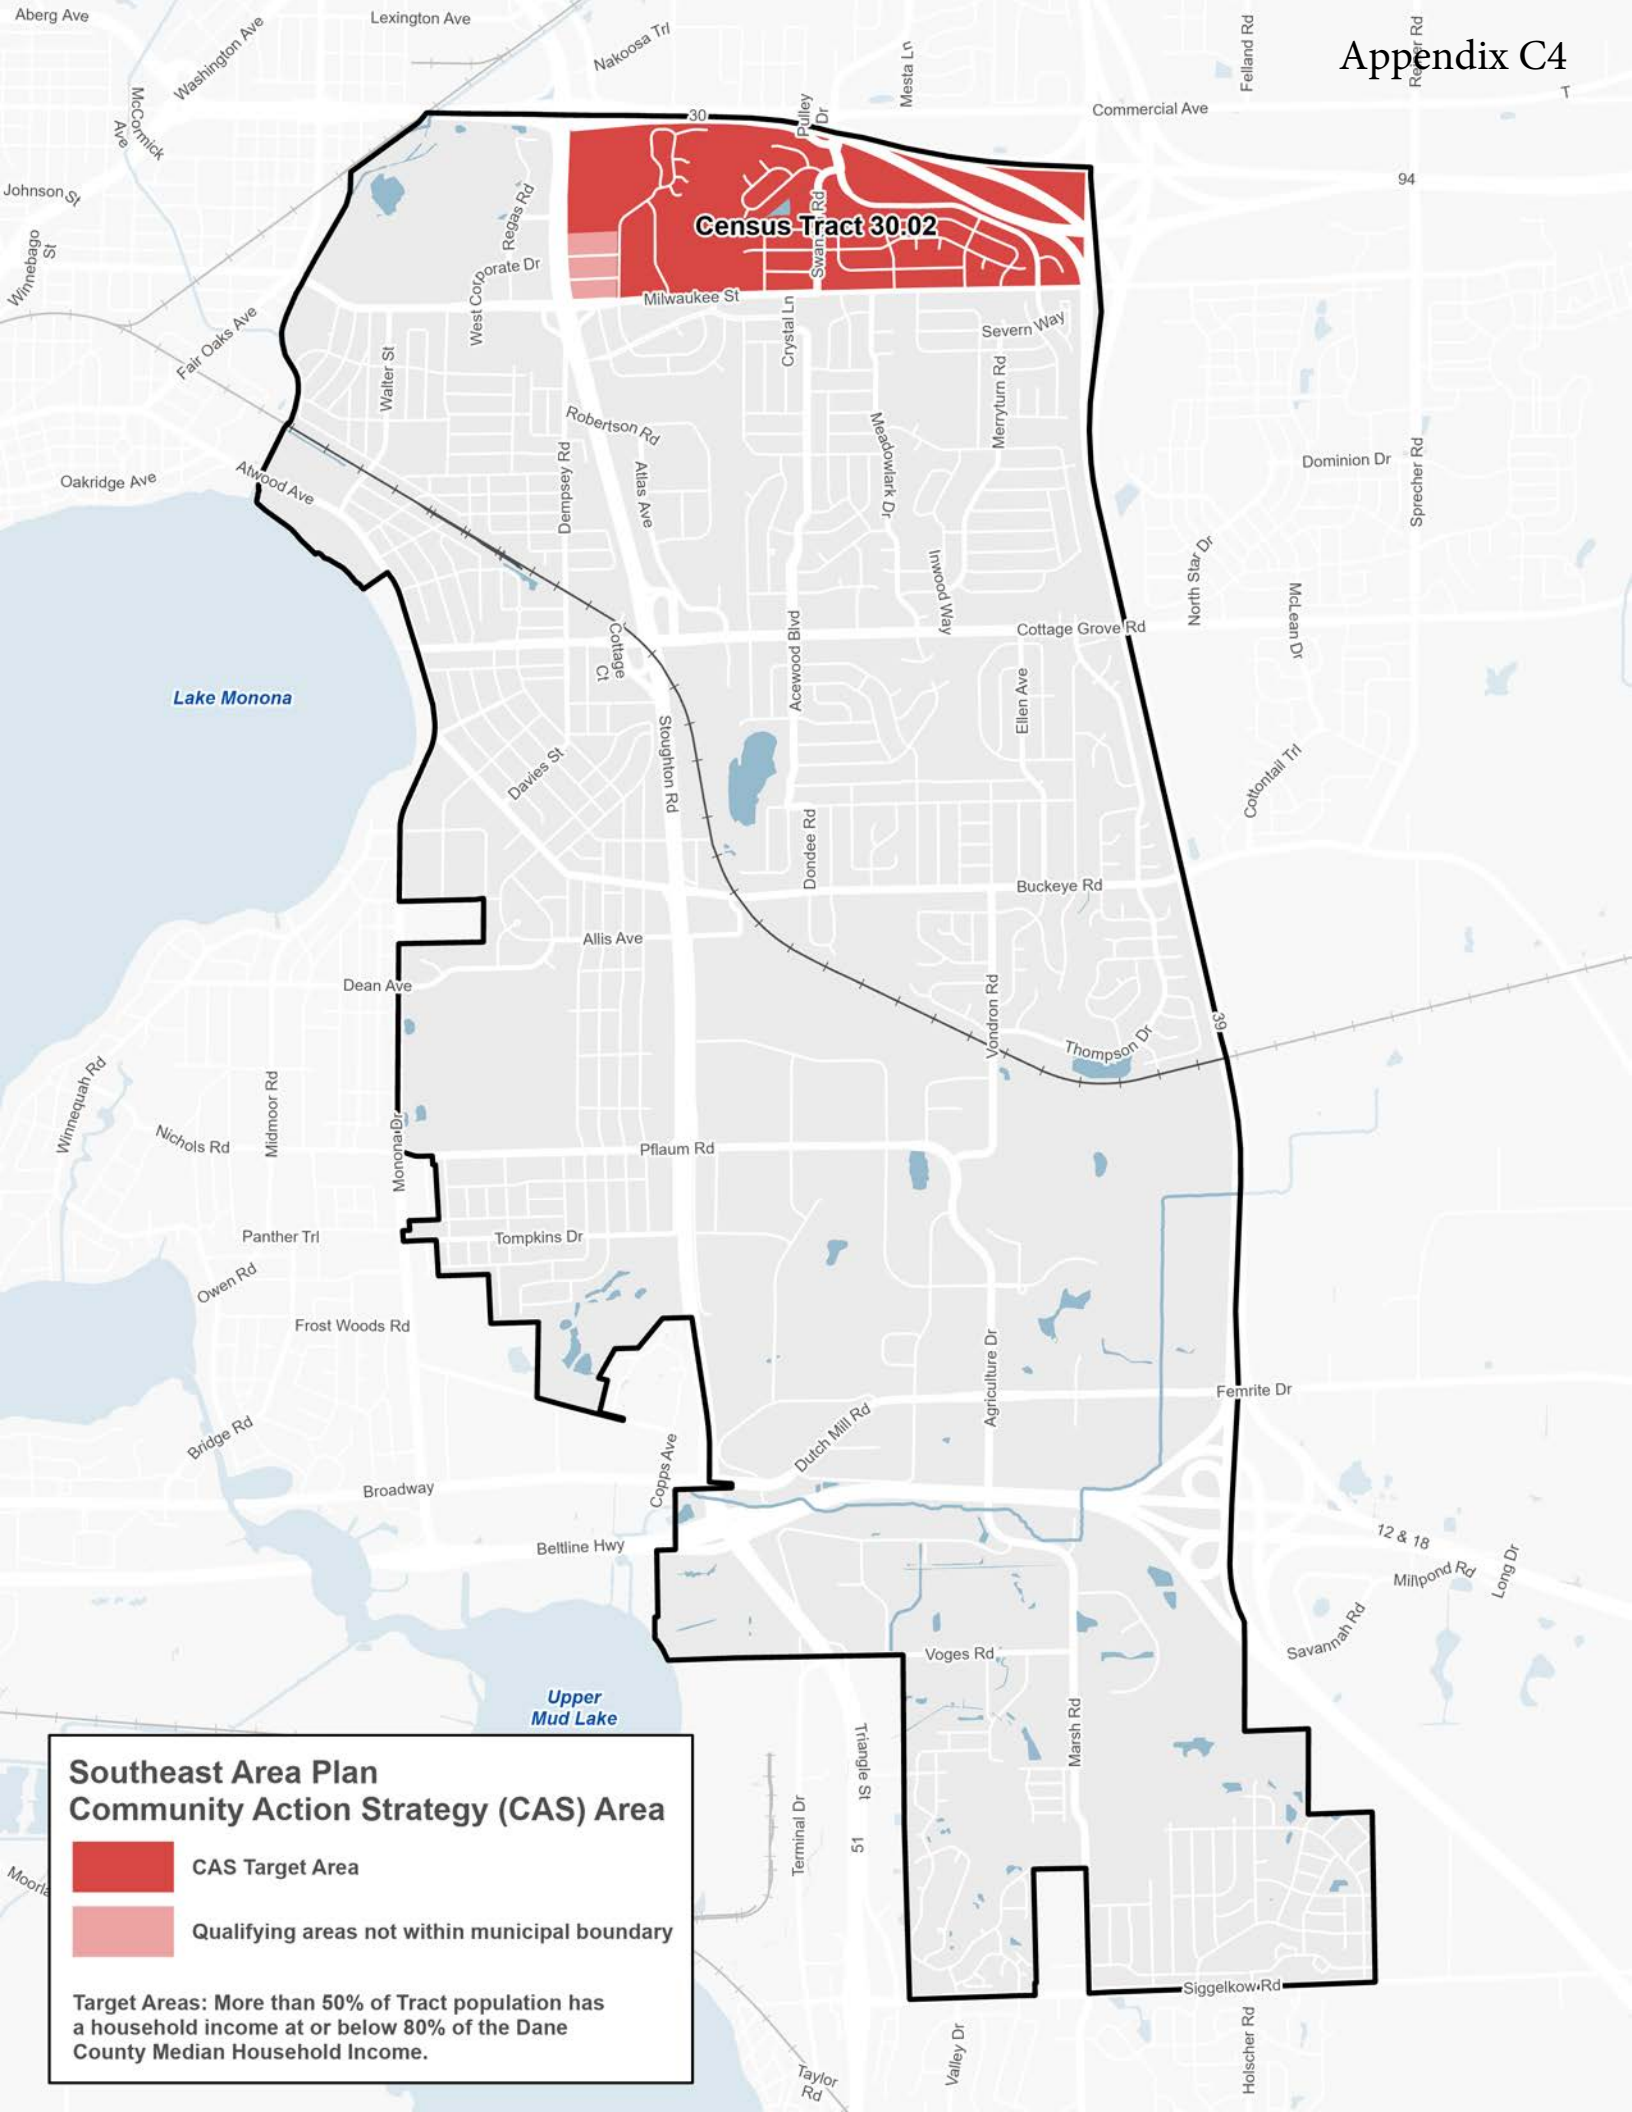 Appendix C4
Aberg Ave
Washington Ave
Lexington Ave
Nakoosa Trl
Mesta Ln
Felland Rd
Commercial Ave
T
McCormick
Ave
30
Pulley
Dr
94
Johnson St
Regas Rd
Census Tract 30.02
Winnebago
St
West Corporate Dr
Milwaukee St
Fair Oaks Ave
Crystal Ln
Severn Way
Walter St
Merryturn Rd
Robertson Rd
Meadowlark Dr
Dominion Dr
Sprecher Rd
Oakridge Ave
Atwood Ave
Dempsey Rd
Atlas Ave
Inwood Way
North Star Dr
McLean Dr
Cottage Grove Rd
Cottage
Ct
Acewood Blvd
Ellen Ave
Lake Monona
Stoughton Rd
Davies St
Cottontail Trl
Dondee Rd
Buckeye Rd
Allis Ave
Dean Ave
Vondron Rd
39
Thompson Dr
Winnequah Rd
Midmoor Rd
Nichols Rd
Monona Dr
Pflaum Rd
Panther Trl
Tompkins Dr
Owen Rd
Frost Woods Rd
Agriculture Dr
Femrite Dr
Bridge Rd
Dutch Mill Rd
Copps Ave
Broadway
Beltline Hwy
12 & 18
Millpond Rd
Long Dr
Savannah Rd
Voges Rd
Upper
Mud Lake
Marsh Rd
Triangle St
Terminal Dr
51
Siggelkow Rd
Valley Dr
Holscher Rd
Taylor
Rd
Southeast Area Plan
Community Action Strategy (CAS) Area
CAS Target Area
Qualifying areas not within municipal boundary
Target Areas: More than 50% of Tract population has
a household income at or below 80% of the Dane
County Median Household Income.